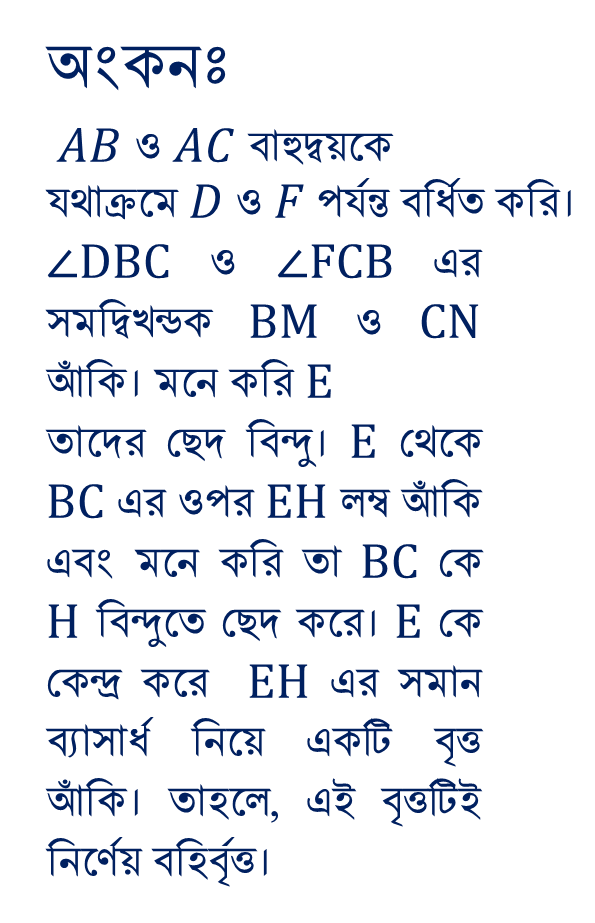 অংকনঃ
AB ও AC বাহুদ্বয়কে
যথাক্রমে D ও F পর্যন্ত বর্ধিত করি।
∠DBC ও ∠FCB এর
সমদ্বিখন্ডক BM ও CN
আঁকি। মনে করি E
তাদের ছেদ বিন্দু। E থেকে
BC এর ওপর EH লম্ব আঁকি
এবং মনে করি তা BC কে
H বিন্দুতে ছেদ করে। E কে
কেন্দ্র করে EH এর সমান
ব্যাসার্ধ নিয়ে একটি বৃত্ত
আঁকি। তাহলে, এই বৃত্তটিই
নির্ণেয় বহির্বৃত্ত।